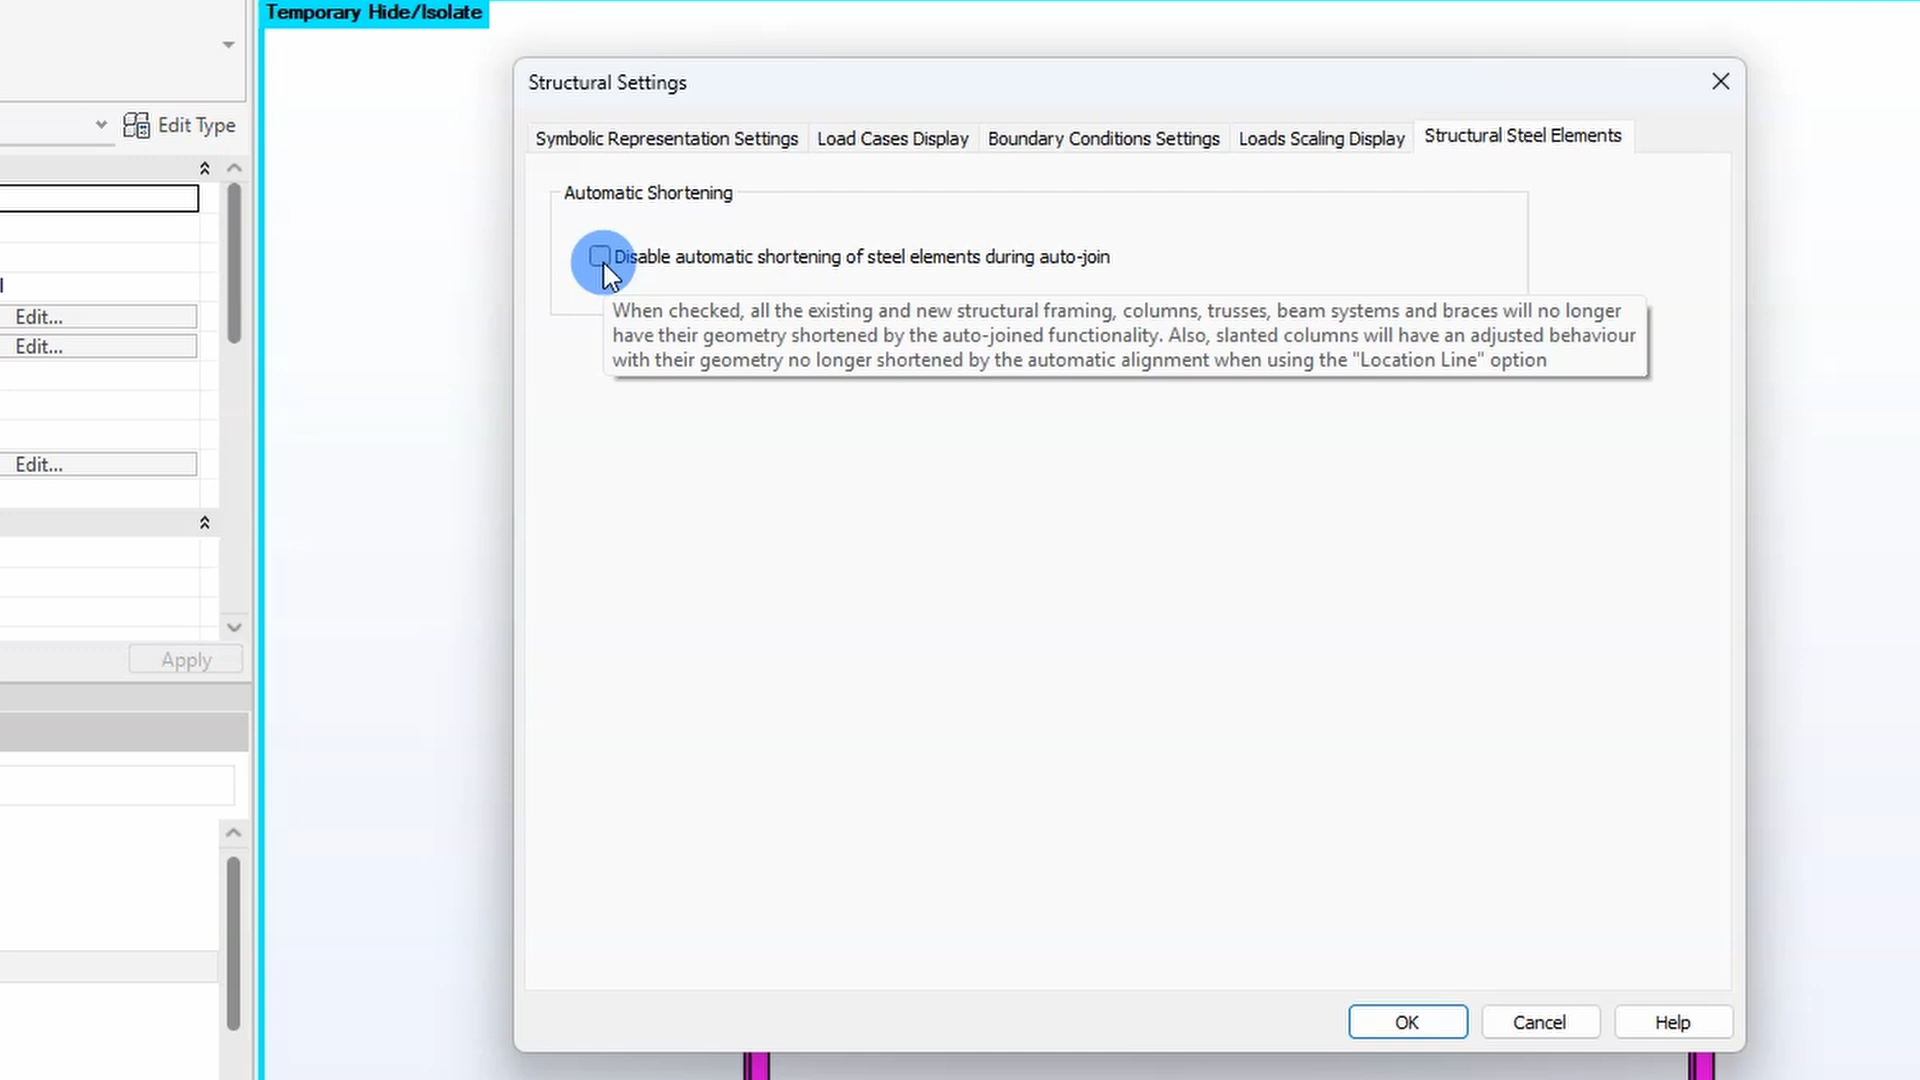 Temporary Hide/Isolate
Structural Settings
Edit Type
Symbolic Representation Settings
Load Cases Display
Boundary Conditions Settings
Loads Scaling Display
Structural Steel Elements
Automatic Shortening
Disable automatic shortening of steel elements during auto-join
When checked, all the existing and new structural framing, columns, trusses, beam systems and braces will no longer
have their geometry shortened by the auto-joined functionality. Also, slanted columns will have an adjusted behaviour
with their geometry no longer shortened by the automatic alignment when using the "Location Line" option
Edit...
Edit...
Edit...
Apply
OK
Cancel
Help